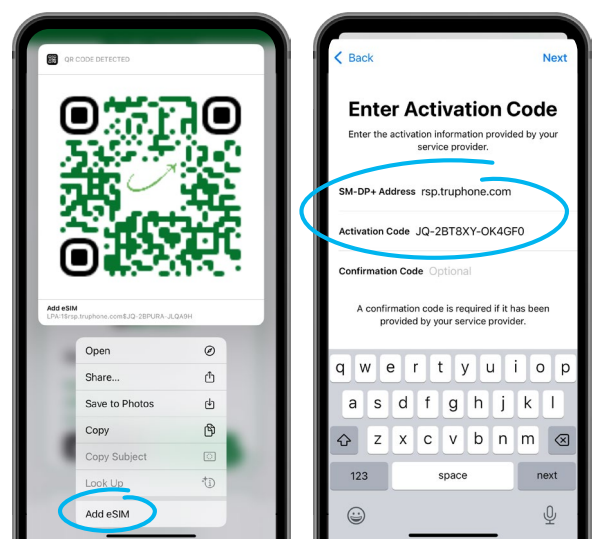 QR CODE DETECTED
Add eSIM
LPA:1$rsp.truphone.com$JQ-2BPURA-JLQA9H
Open
Share...
Save to Photos
Copy
Copy Subject
Look Up
Add eSIM
Back
Next
Enter Activation Code
Enter the activation information provided by your
service provider.
SM-DP+ Address rsp.truphone.com
Activation Code JQ-2BT8XY-OK4GF0
Confirmation Code Optional
A confirmation code is required if it has been
provided by your service provider.
q w e r t y u i o p
a s d f g h j k l
z x c v b n m
123 space next